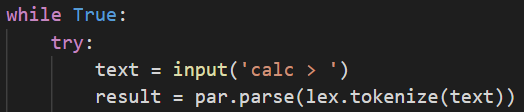 while True:
    try:
        text = input('calc > ')
        result = par.parse(lex.tokenize(text))